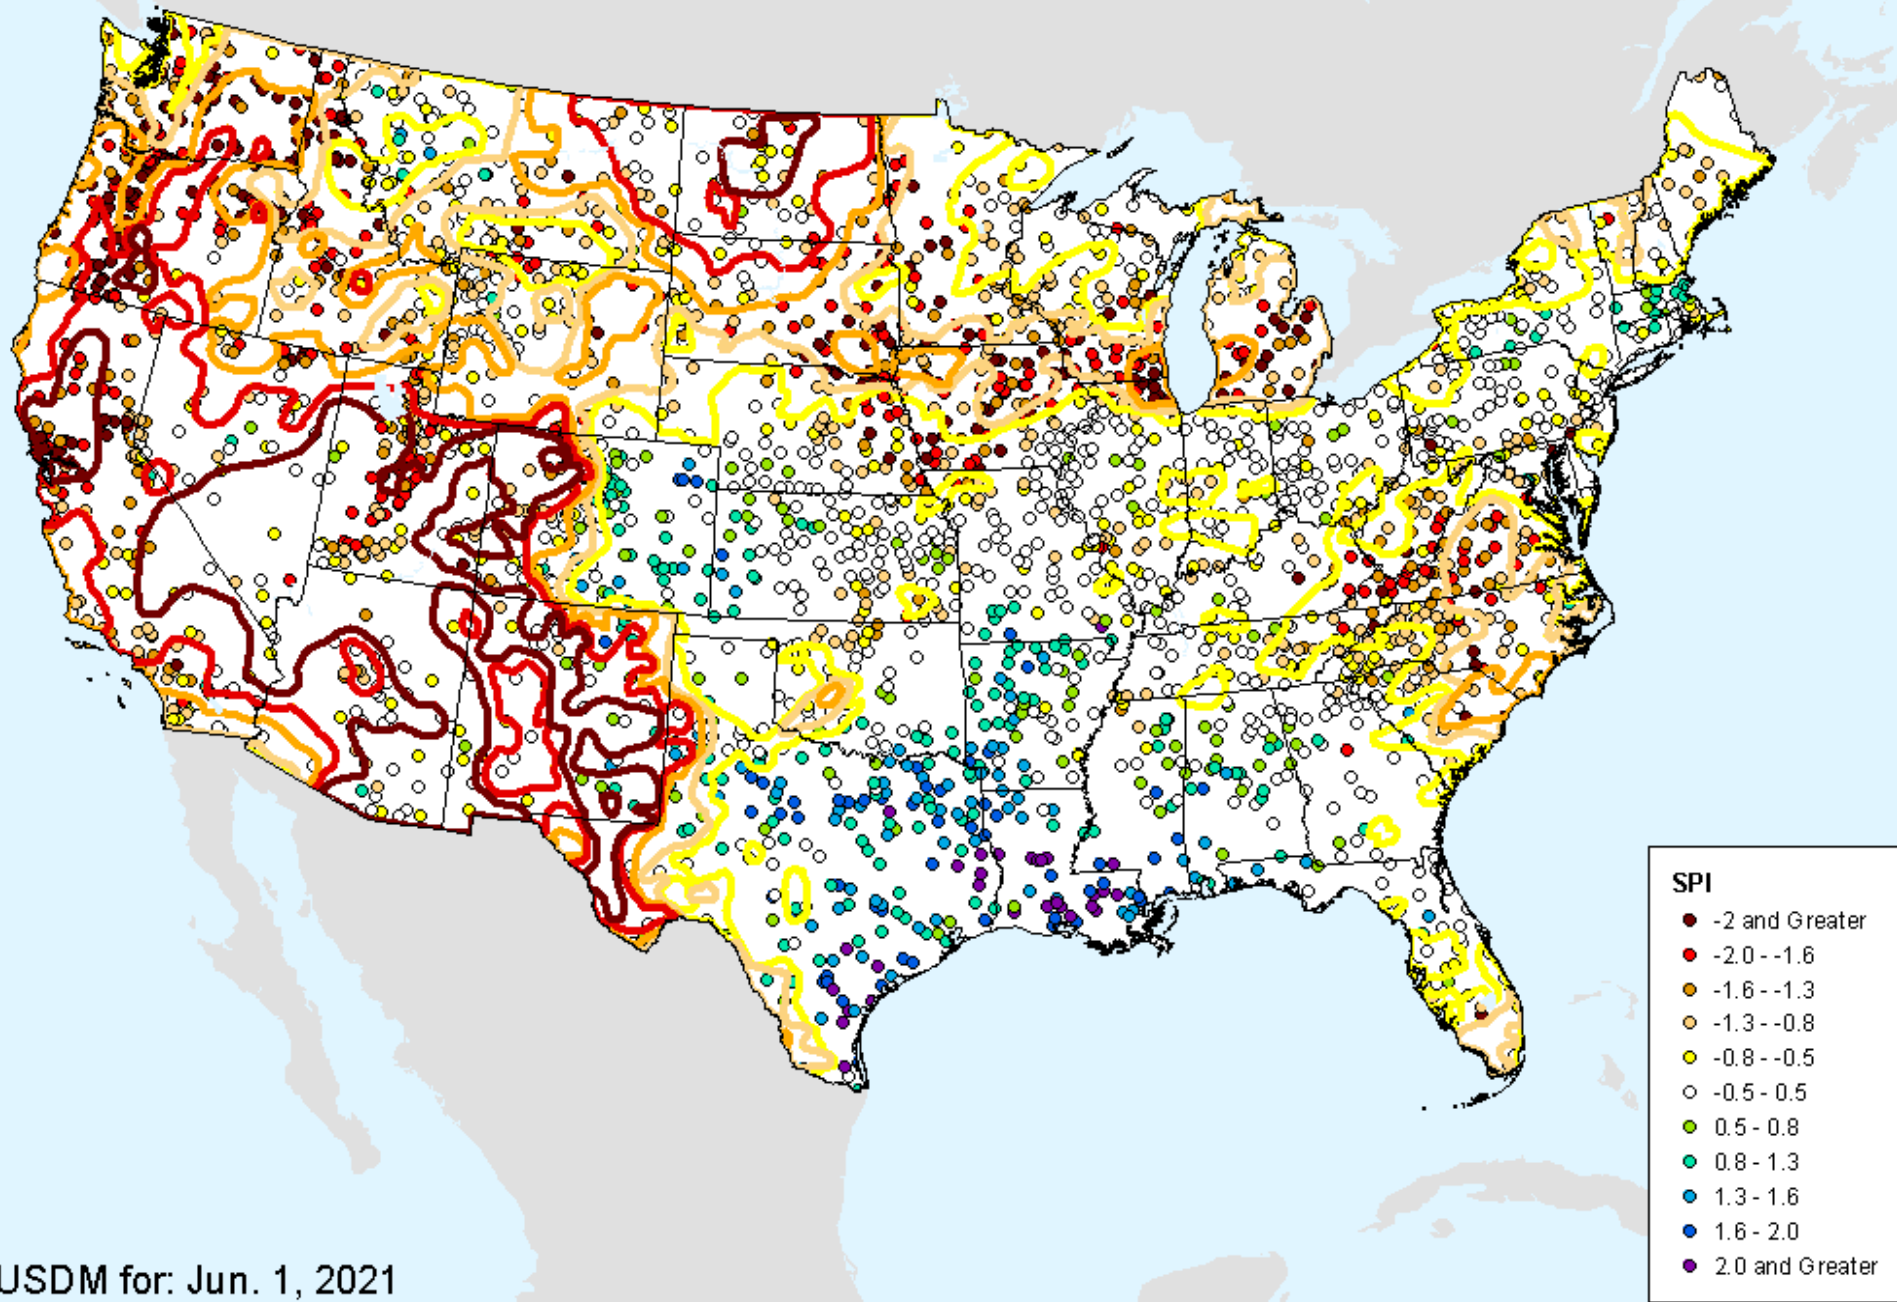 SPI
-2 and Greater
-2.0 - -1.6
-1.6 - -1.3
-1.3 - -0.8
-0.8 - -0.5
-0.5 - 0.5
0.5 - 0.8
0.8 - 1.3
1.3 - 1.6
1.6 - 2.0
2.0 and Greater
USDM for: Jun. 1, 2021